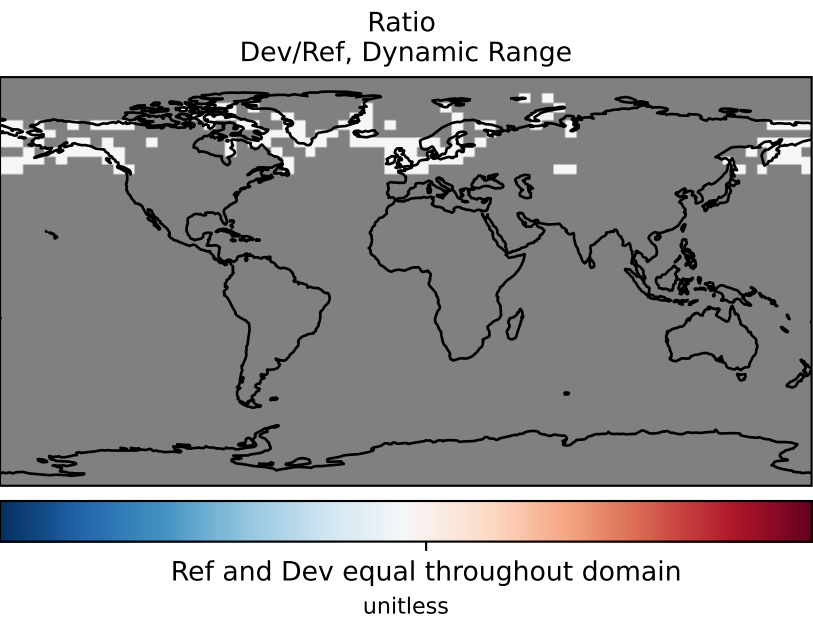 Ratio
Dev/Ref, Dynamic Range
Ref and Dev equal throughout domain
unitless